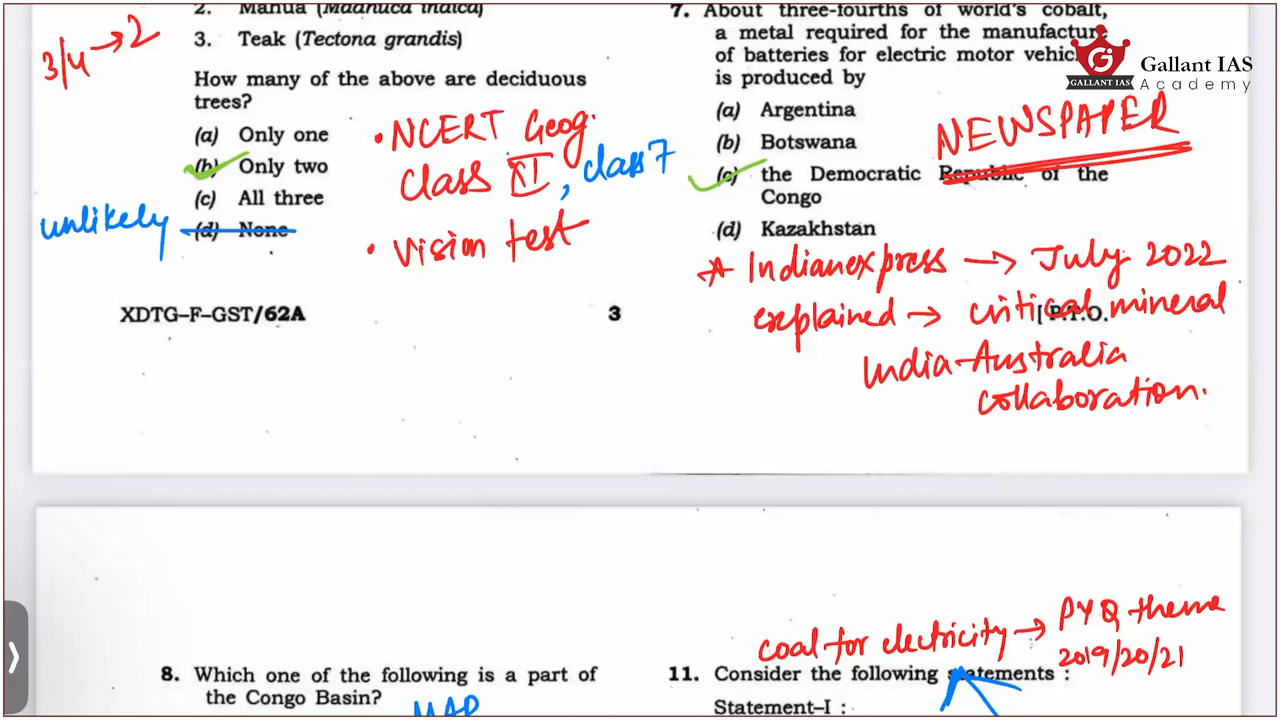 2. Mahua (Madhuca indica)
3. Teak (Tectona grandis)
How many of the above are deciduous
trees?
(a) Only one
(b) Only two
(c) All three
(d) None
3/4 → 2
unlikely
• NCERT Geog.
class XI, class 7
• Vision test
XDTG–F–GST/62A
3
[ P.T.O.
7. About three-fourths of world's cobalt,
a metal required for the manufacture
of batteries for electric motor vehic
is produced by
(a) Argentina
(b) Botswana
(c) the Democratic Republic of the
Congo
(d) Kazakhstan
GALLANT IAS
Gallant IAS
Academy
NEWSPAPER
Indianexpress → July 2022
explained → critical mineral
India-Australia
collaboration.
8. Which one of the following is a part of
the Congo Basin?
MAP
coal for electricity → PYQ theme
2019/20/21
11. Consider the following statements :
Statement–I :